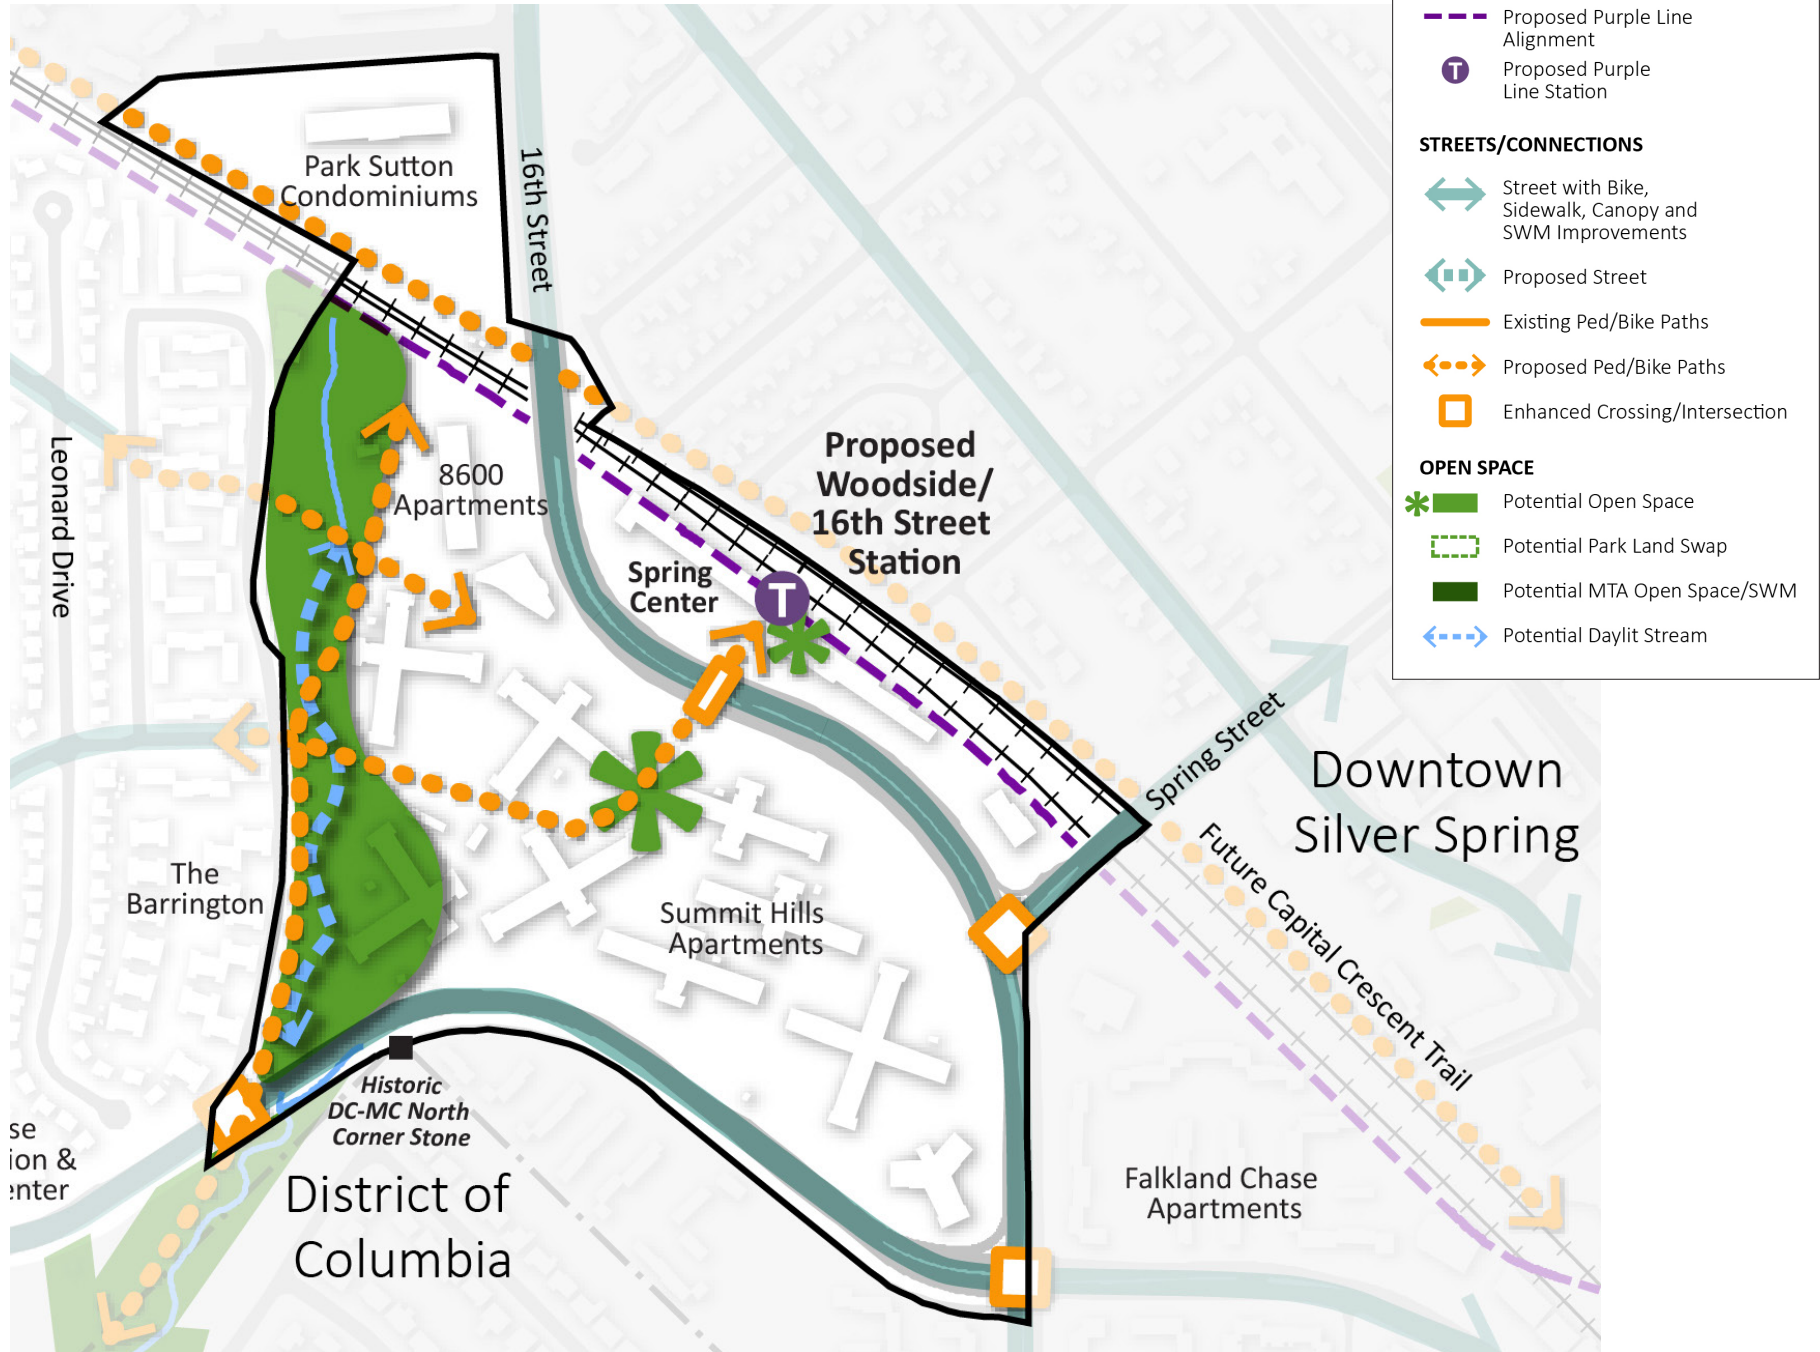 Proposed Purple Line
Alignment
T
Proposed Purple
Line Station
STREETS/CONNECTIONS
Street with Bike,
Sidewalk, Canopy and
SWM Improvements
Proposed Street
Existing Ped/Bike Paths
Proposed Ped/Bike Paths
Enhanced Crossing/Intersection
OPEN SPACE
Potential Open Space
Potential Park Land Swap
Potential MTA Open Space/SWM
Potential Daylit Stream
Park Sutton
Condominiums
16th Street
Leonard Drive
8600
Apartments
Proposed
Woodside/
16th Street
Station
Spring
Center
T
Spring Street
Downtown
Silver Spring
Future Capital Crescent Trail
The
Barrington
Summit Hills
Apartments
Historic
DC-MC North
Corner Stone
se
ion &
enter
District of
Columbia
Falkland Chase
Apartments